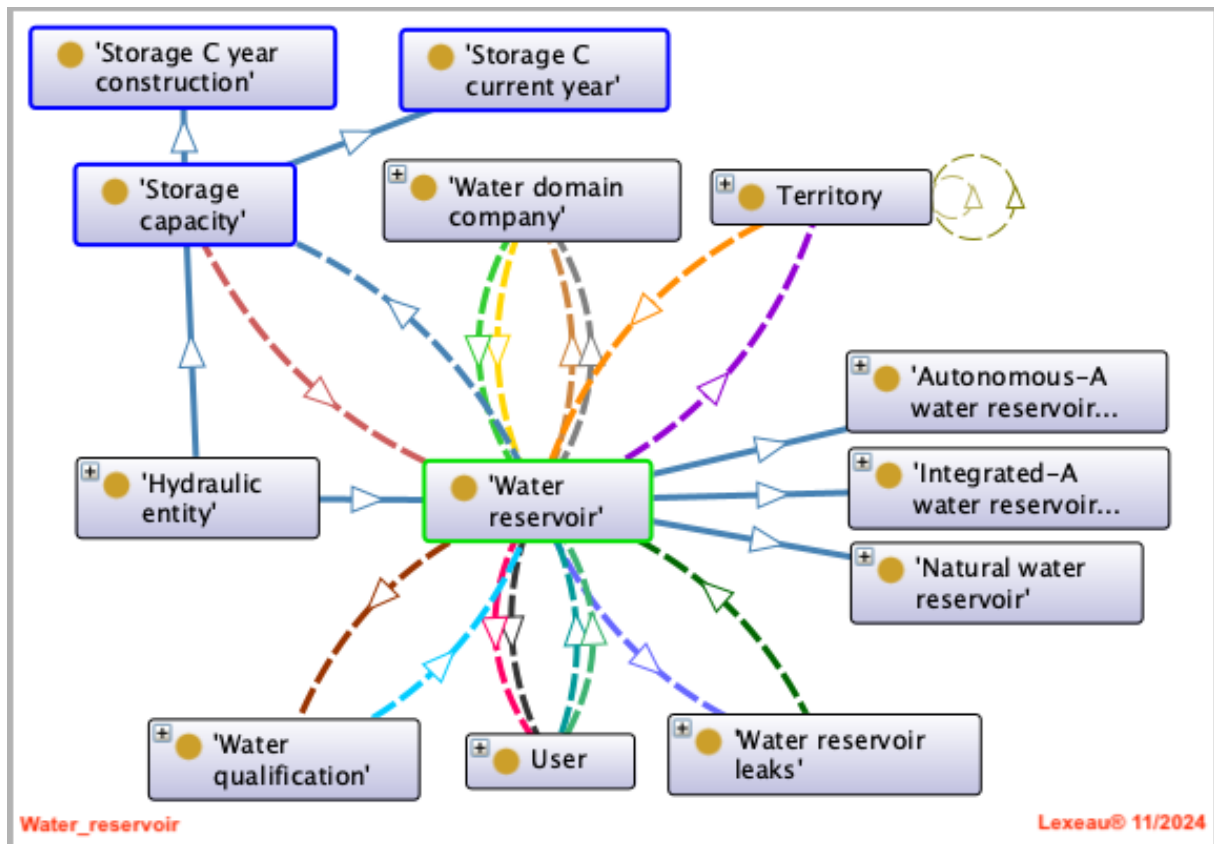 'Storage C year
construction'
'Storage C
current year'
'Storage
capacity'
'Water domain
company'
Territory
'Autonomous-A
water reservoir...
'Hydraulic
entity'
'Water
reservoir'
'Integrated-A
water reservoir...
'Natural water
reservoir'
'Water
qualification'
User
'Water reservoir
leaks'
Water_reservoir
Lexeau® 11/2024